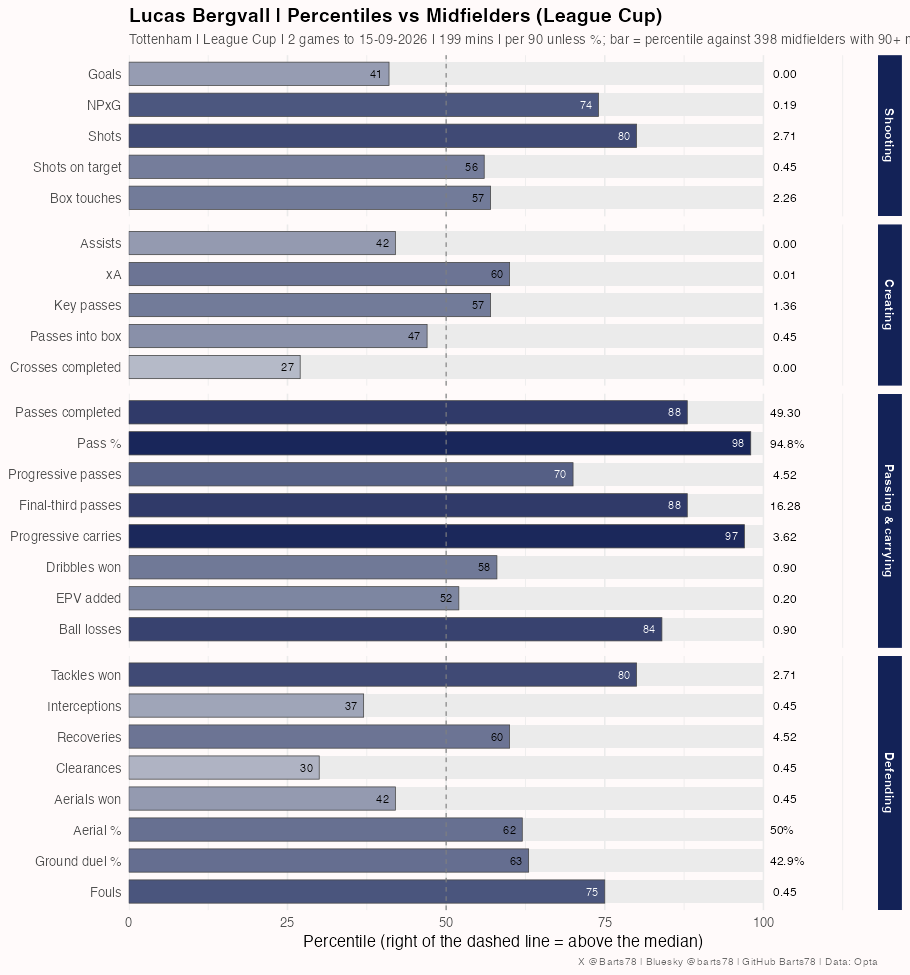 Lucas Bergvall | Percentiles vs Midfielders (League Cup)
Tottenham | League Cup | 2 games to 15-09-2026 | 199 mins | per 90 unless %; bar = percentile against 398 midfielders with 90+
Goals 41 0.00
NPxG 74 0.19
Shots 80 2.71
Shots on target 56 0.45
Box touches 57 2.26
Shooting
Assists 42 0.00
xA 60 0.01
Key passes 57 1.36
Passes into box 47 0.45
Crosses completed 27 0.00
Creating
Passes completed 88 49.30
Pass % 98 94.8%
Progressive passes 70 4.52
Final-third passes 88 16.28
Progressive carries 97 3.62
Dribbles won 58 0.90
EPV added 52 0.20
Ball losses 84 0.90
Passing & carrying
Tackles won 80 2.71
Interceptions 37 0.45
Recoveries 60 4.52
Clearances 30 0.45
Aerials won 42 0.45
Aerial % 62 50%
Ground duel % 63 42.9%
Fouls 75 0.45
Defending
0 25 50 75 100
Percentile (right of the dashed line = above the median)
X @Barts78 | Bluesky @barts78 | GitHub Barts78 | Data: Opta